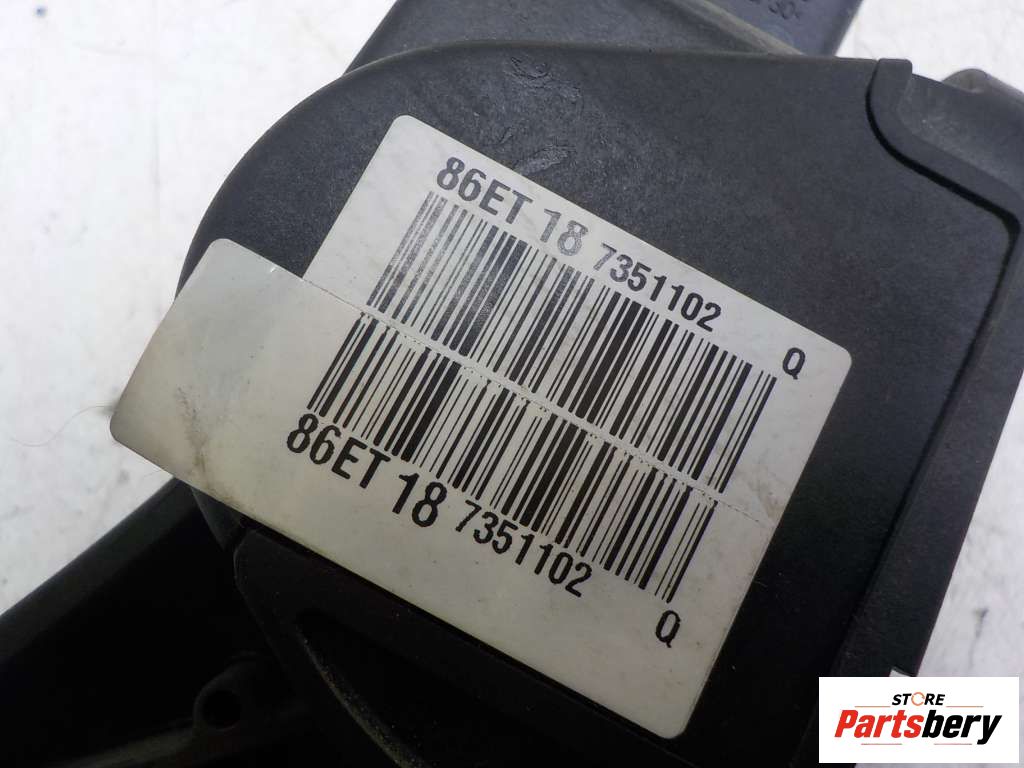 86ET 18 7351102 Q
86ET 18 7351102 Q
STORE
Partsbery